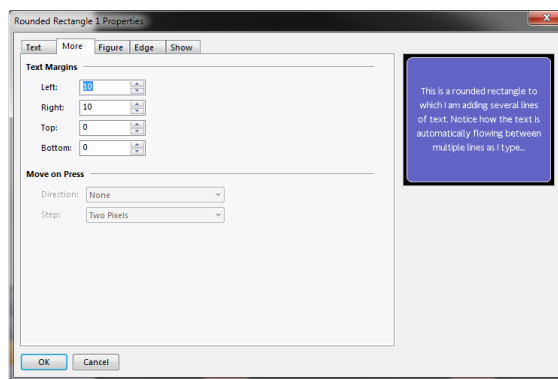 Rounded Rectangle 1 Properties
Text More Figure Edge Show
Text Margins
Left: 10
Right: 10
Top: 0
Bottom: 0
Move on Press
Direction: None
Step: Two Pixels
OK Cancel
This is a rounded rectangle to
which I am adding several lines
of text. Notice how the text is
automatically flowing between
multiple lines as I type...